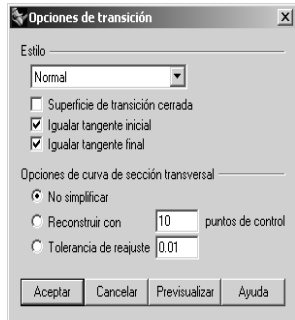 Opciones de transición
Estilo
Normal
Superficie de transición cerrada
Igualar tangente inicial
Igualar tangente final
Opciones de curva de sección transversal
No simplificar
Reconstruir con 10 puntos de control
Tolerancia de reajuste 0.01
Aceptar Cancelar Previsualizar Ayuda